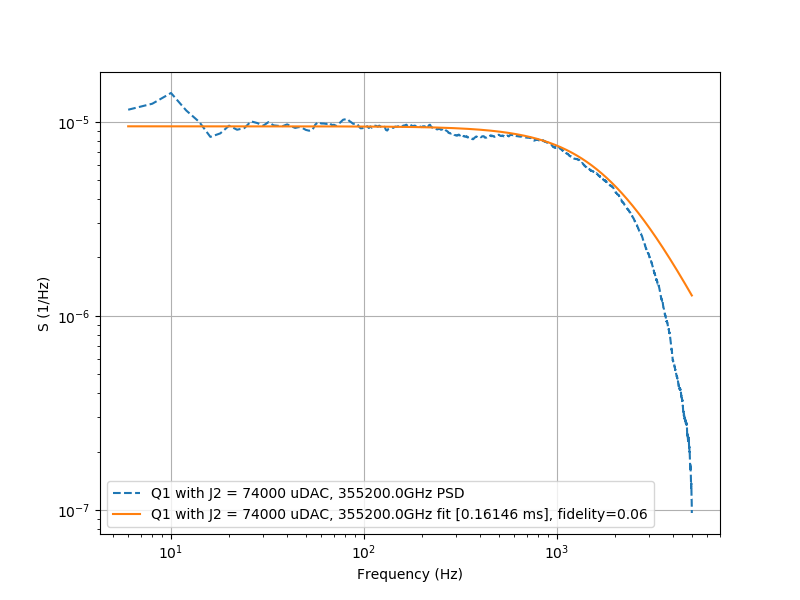 10⁻⁵
10⁻⁶
10⁻⁷
S (1/Hz)
Q1 with J2 = 74000 uDAC, 355200.0GHz PSD
Q1 with J2 = 74000 uDAC, 355200.0GHz fit [0.16146 ms], fidelity=0.06
10¹ 10² 10³
Frequency (Hz)